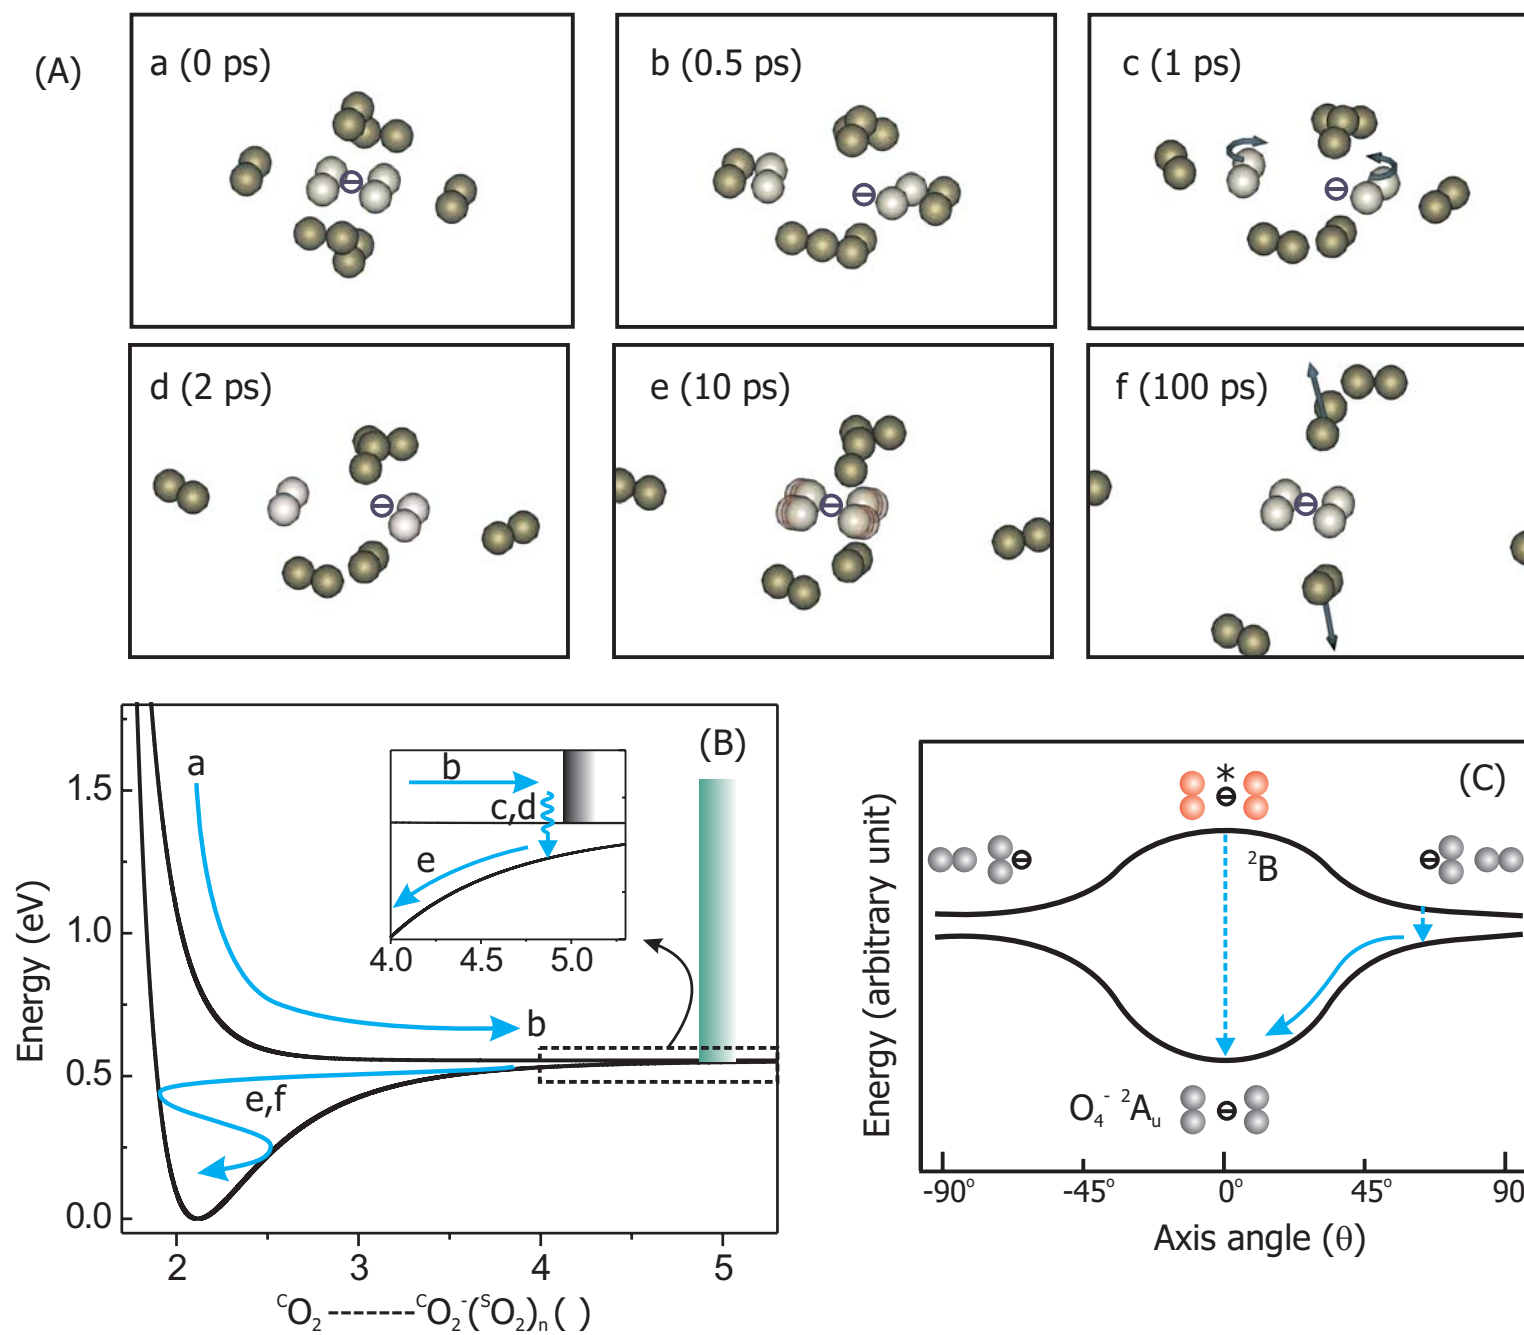 (A)
a (0 ps)
b (0.5 ps)
c (1 ps)
d (2 ps)
e (10 ps)
f (100 ps)
(B)
a
b
b
c,d
e
4.0 4.5 5.0
e,f
Energy (eV)
1.5
1.0
0.5
0.0
2 3 4 5
ᶜO₂ -------- ᶜO₂⁻(ˢO₂)ₙ ( )
(C)
*
²B
O₄⁻ ²Aᵤ
Energy (arbitrary unit)
-90° -45° 0° 45° 90
Axis angle (θ)